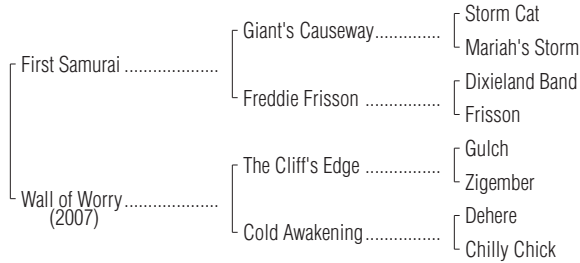 Storm Cat
Giant's Causeway..............
Mariah's Storm
First Samurai ...................
Dixieland Band
Freddie Frisson ...............
Frisson
Gulch
The Cliff's Edge ...............
Zigember
Wall of Worry...................
(2007)
Dehere
Cold Awakening...............
Chilly Chick